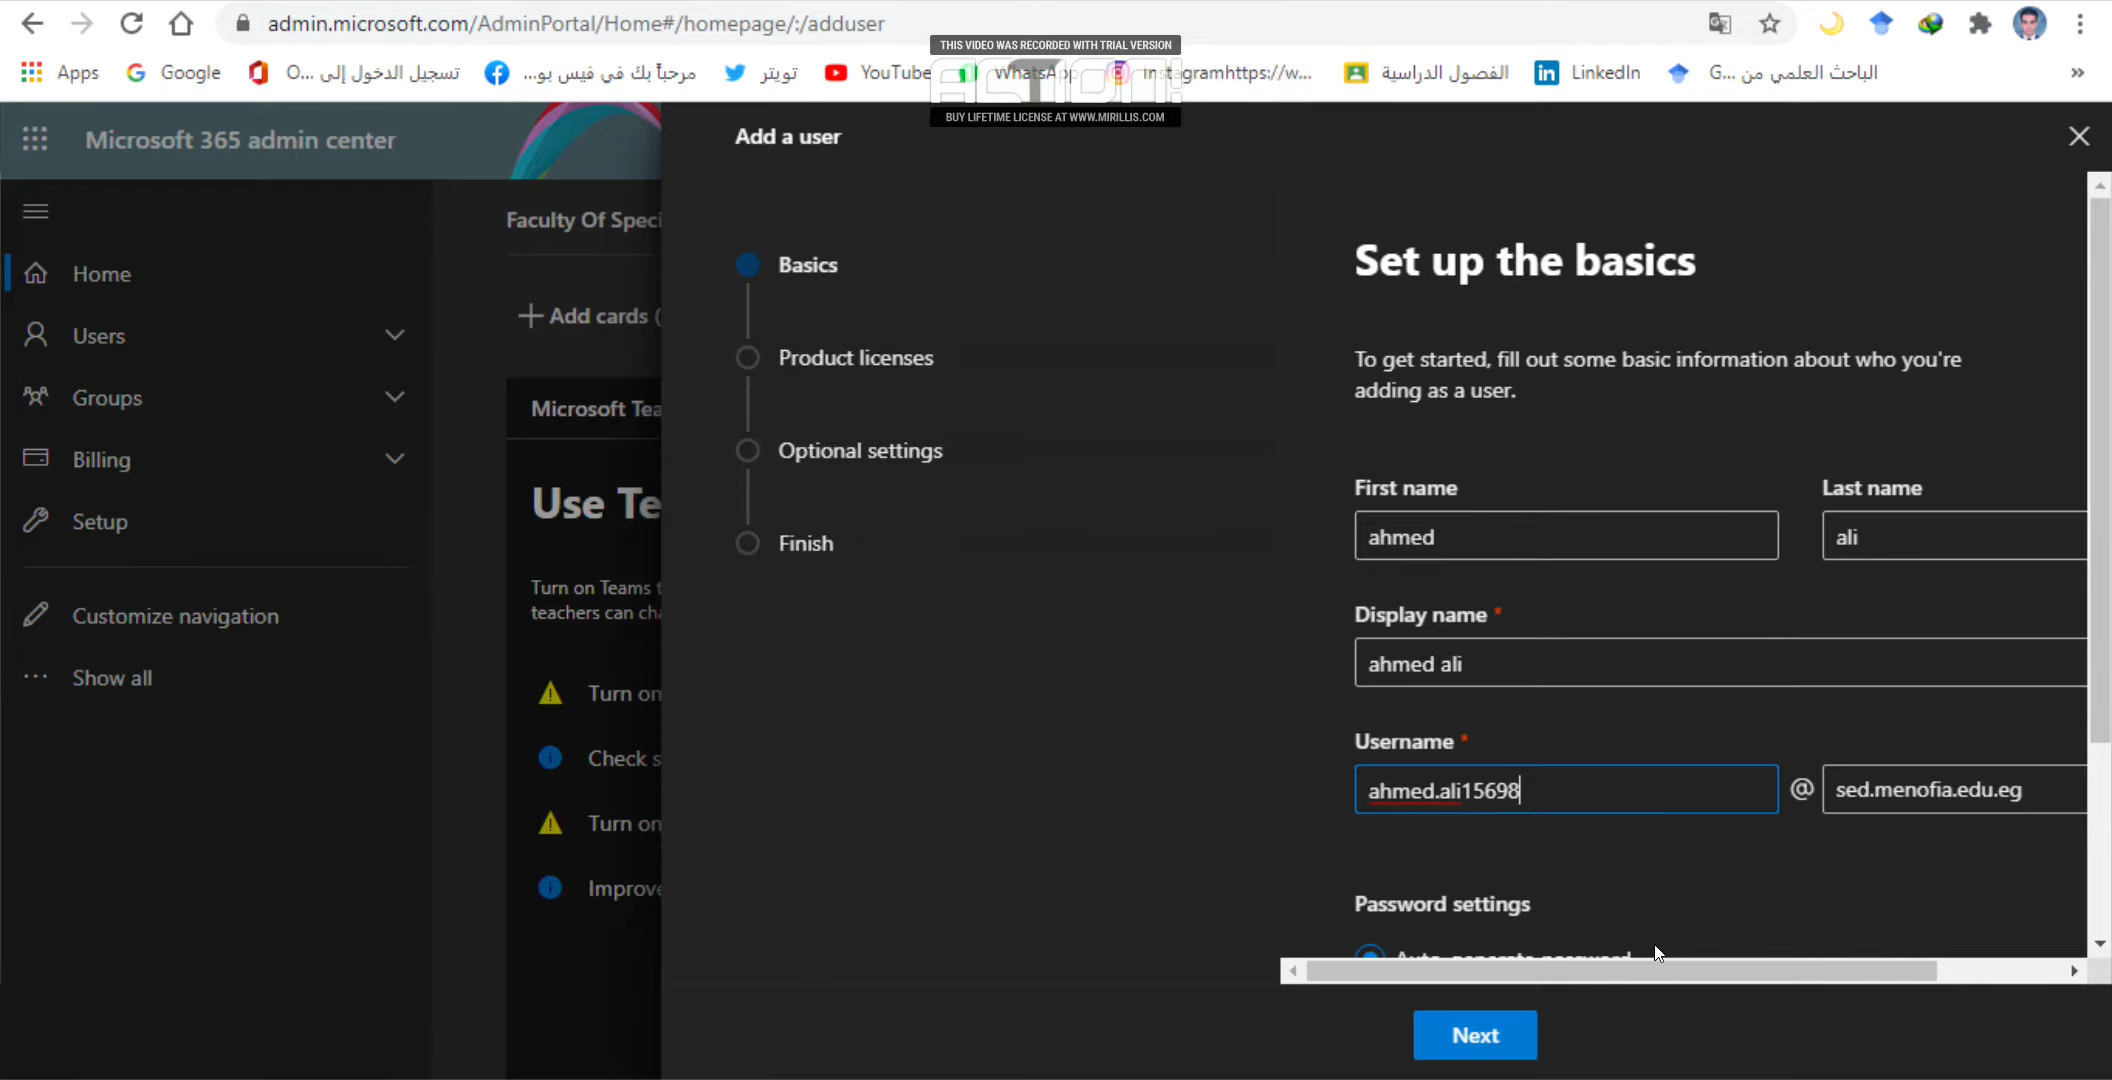 admin.microsoft.com/AdminPortal/Home#/homepage/:/adduser
THIS VIDEO WAS RECORDED WITH TRIAL VERSION
BUY LIFETIME LICENSE AT WWW.MIRILLIS.COM
Apps
Google
تسجيل الدخول إلى O...
مرحباً بك في فيس بو...
تويتر
YouTube
WhatsApp
Instagramhttps://w...
الفصول الدراسية
LinkedIn
الباحث العلمي من G...
»
Microsoft 365 admin center
Home
Users
Groups
Billing
Setup
Customize navigation
Show all
Faculty Of Speci
Add cards (
Microsoft Tea
Use Te
Turn on Teams t
teachers can cha
Turn on
Check s
Turn on
Improve
Add a user
Basics
Product licenses
Optional settings
Finish
Set up the basics
To get started, fill out some basic information about who you're
adding as a user.
First name
Last name
ahmed
ali
Display name *
ahmed ali
Username *
ahmed.ali15698 @ sed.menofia.edu.eg
Password settings
Auto-generate password
Next